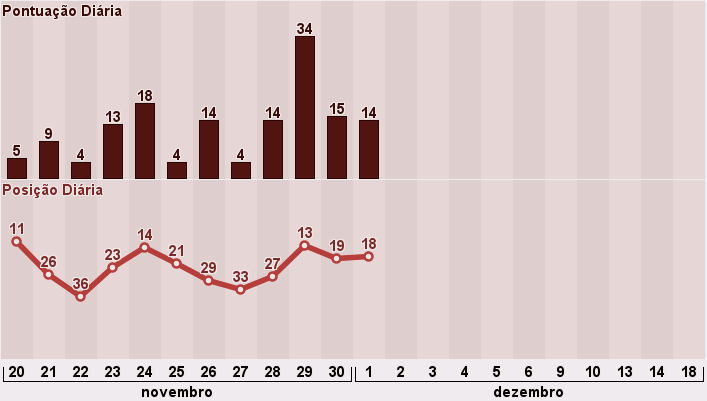 Pontuação Diária
5 9 4 13 18 4 14 4 14 34 15 14
Posição Diária
11 26 36 23 14 21 29 33 27 13 19 18
20 21 22 23 24 25 26 27 28 29 30 1 2 3 4 5 6 9 10 13 14 18
novembro dezembro